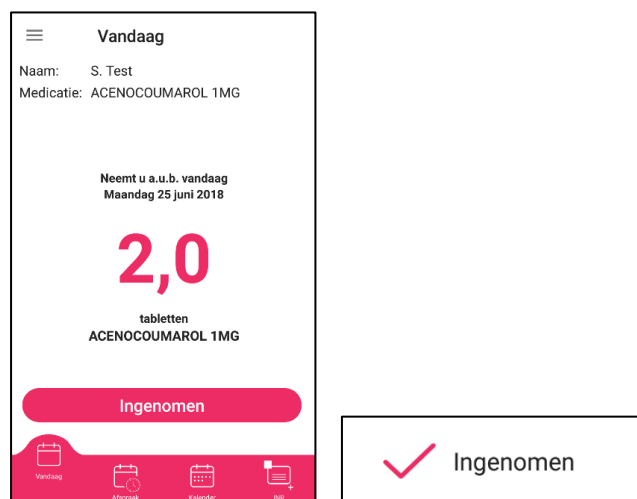 Vandaag
Naam: S. Test
Medicatie: ACENOCOUMAROL 1MG
Neemt u a.u.b. vandaag
Maandag 25 juni 2018
2,0
tabletten
ACENOCOUMAROL 1MG
Ingenomen
Vandaag
Afspraak
Kalender
INR
Ingenomen